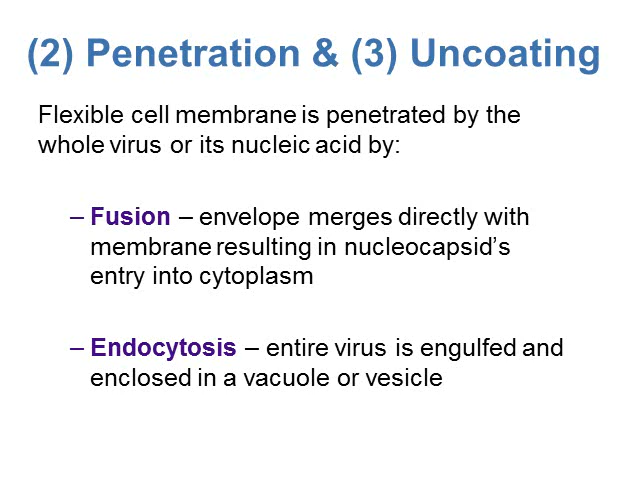 (2) Penetration & (3) Uncoating
Flexible cell membrane is penetrated by the
whole virus or its nucleic acid by:
– Fusion – envelope merges directly with
membrane resulting in nucleocapsid’s
entry into cytoplasm
– Endocytosis – entire virus is engulfed and
enclosed in a vacuole or vesicle